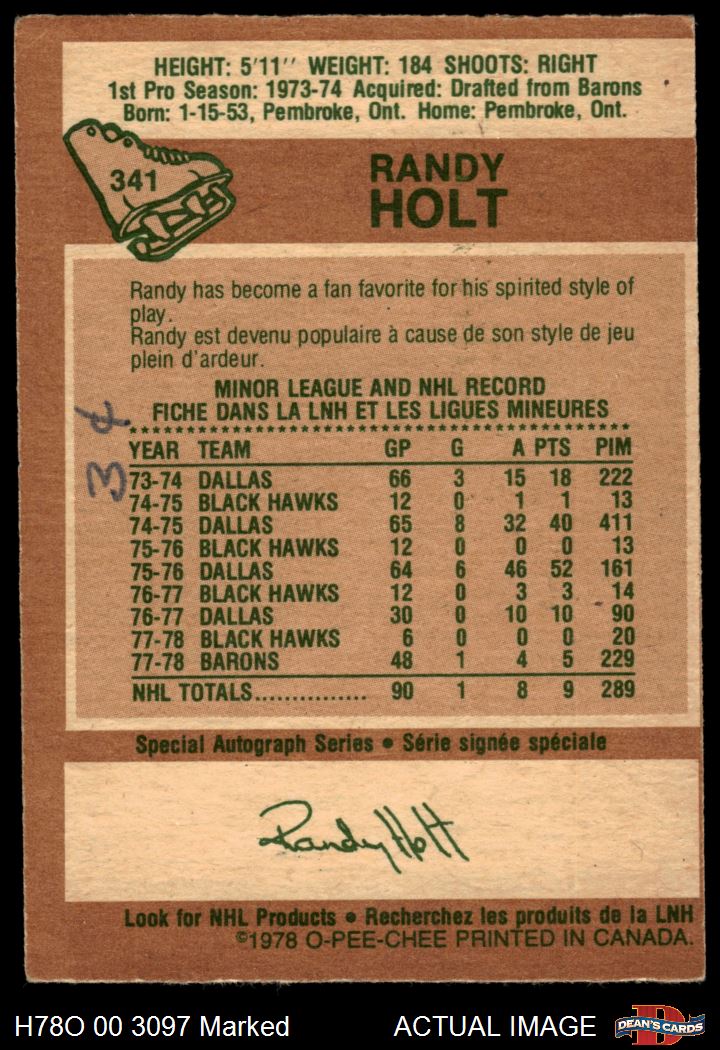 HEIGHT: 5'11'' WEIGHT: 184 SHOOTS: RIGHT
1st Pro Season: 1973-74 Acquired: Drafted from Barons
Born: 1-15-53, Pembroke, Ont. Home: Pembroke, Ont.
341
RANDY
HOLT
Randy has become a fan favorite for his spirited style of
play.
Randy est devenu populaire à cause de son style de jeu
plein d'ardeur.
MINOR LEAGUE AND NHL RECORD
FICHE DANS LA LNH ET LES LIGUES MINEURES
3¢
YEAR TEAM GP G A PTS PIM
73-74 DALLAS 66 3 15 18 222
74-75 BLACK HAWKS 12 0 1 1 13
74-75 DALLAS 65 8 32 40 411
75-76 BLACK HAWKS 12 0 0 0 13
75-76 DALLAS 64 6 46 52 161
76-77 BLACK HAWKS 12 0 3 3 14
76-77 DALLAS 30 0 10 10 90
77-78 BLACK HAWKS 6 0 0 0 20
77-78 BARONS 48 1 4 5 229
NHL TOTALS............... 90 1 8 9 289
Special Autograph Series • Série signée spéciale
Randy Holt
Look for NHL Products • Recherchez les produits de la LNH
©1978 O-PEE-CHEE PRINTED IN CANADA.
H78O 00 3097 Marked ACTUAL IMAGE
D
DEAN'S CARDS